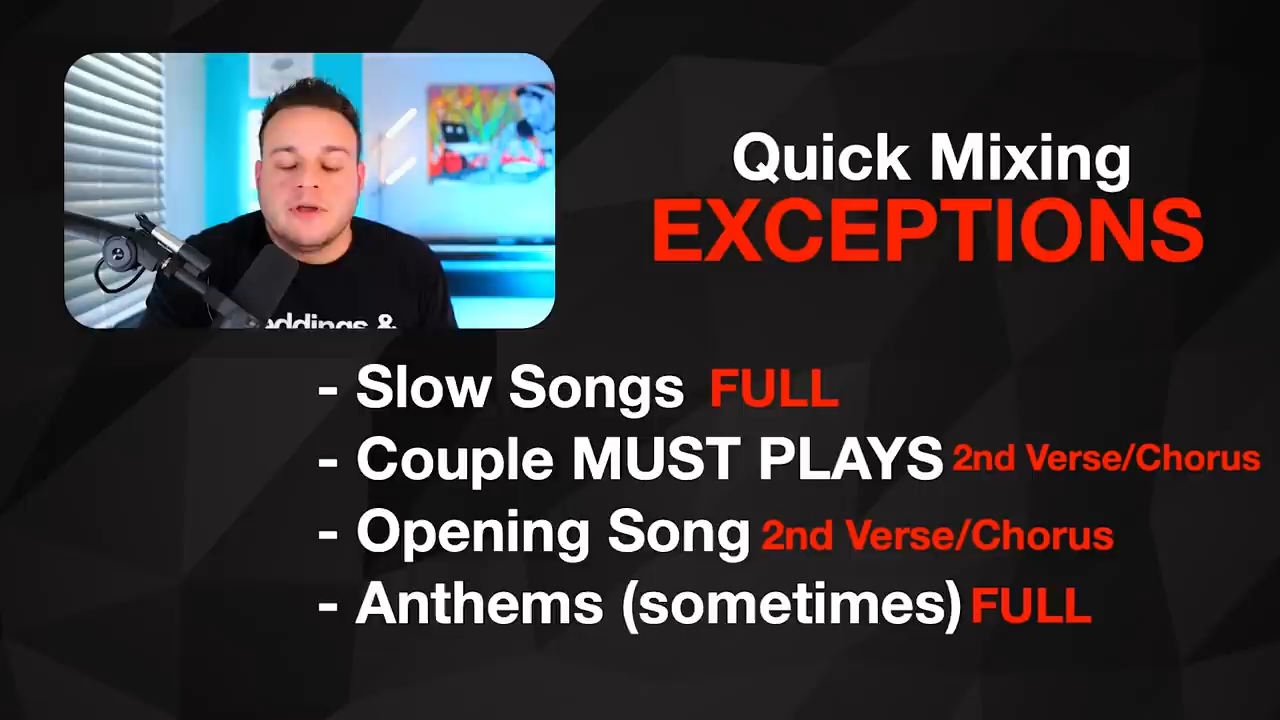 Quick Mixing
EXCEPTIONS
- Slow Songs FULL
- Couple MUST PLAYS 2nd Verse/Chorus
- Opening Song 2nd Verse/Chorus
- Anthems (sometimes) FULL